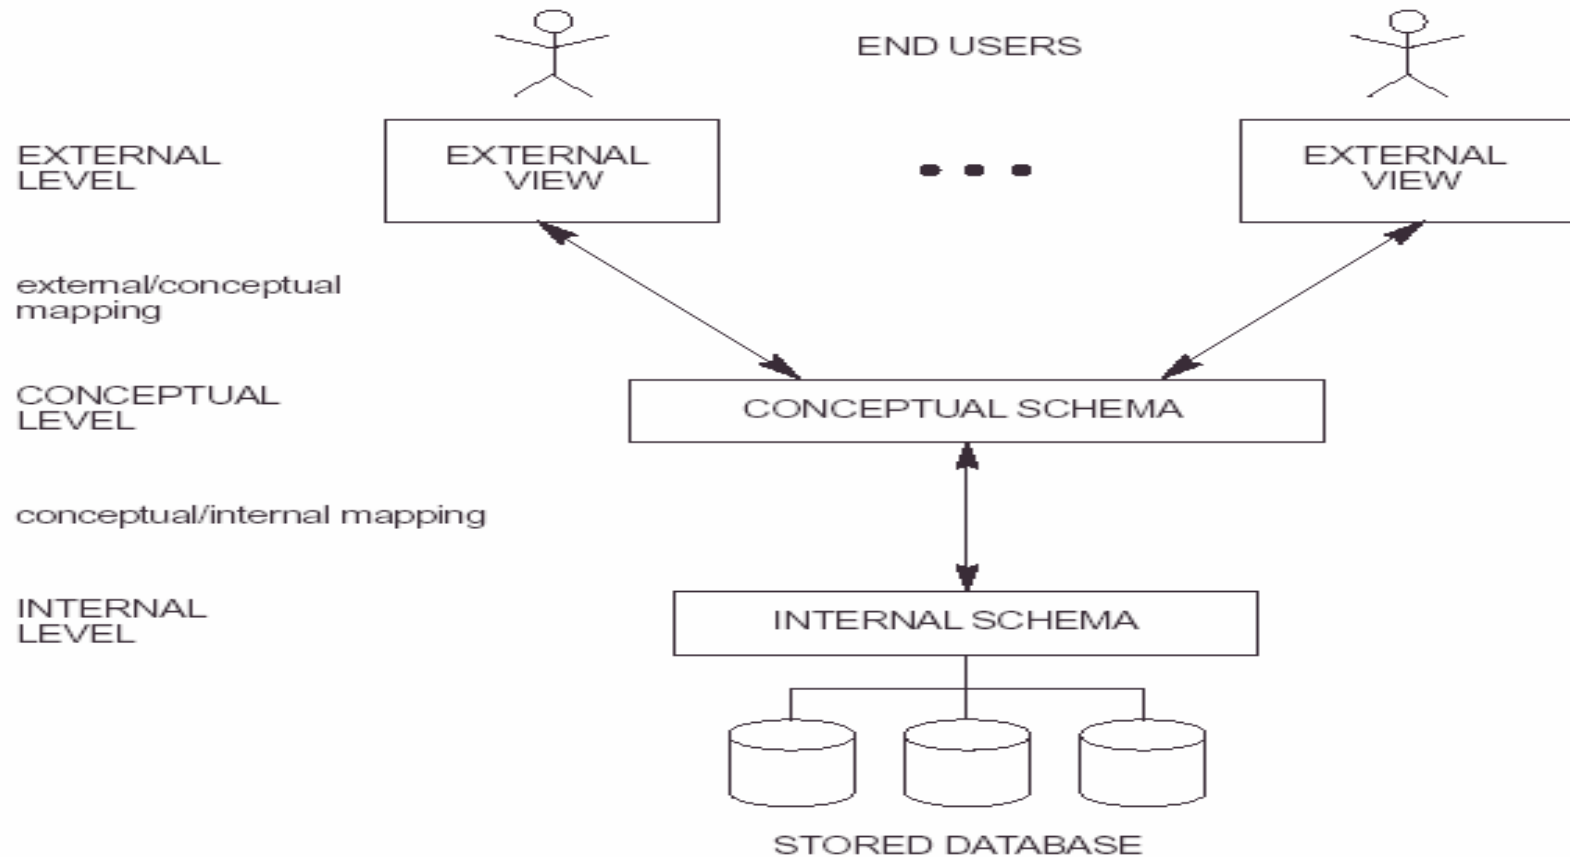 END USERS
EXTERNAL
LEVEL
EXTERNAL
VIEW
EXTERNAL
VIEW
external/conceptual
mapping
CONCEPTUAL
LEVEL
CONCEPTUAL SCHEMA
conceptual/internal mapping
INTERNAL
LEVEL
INTERNAL SCHEMA
STORED DATABASE